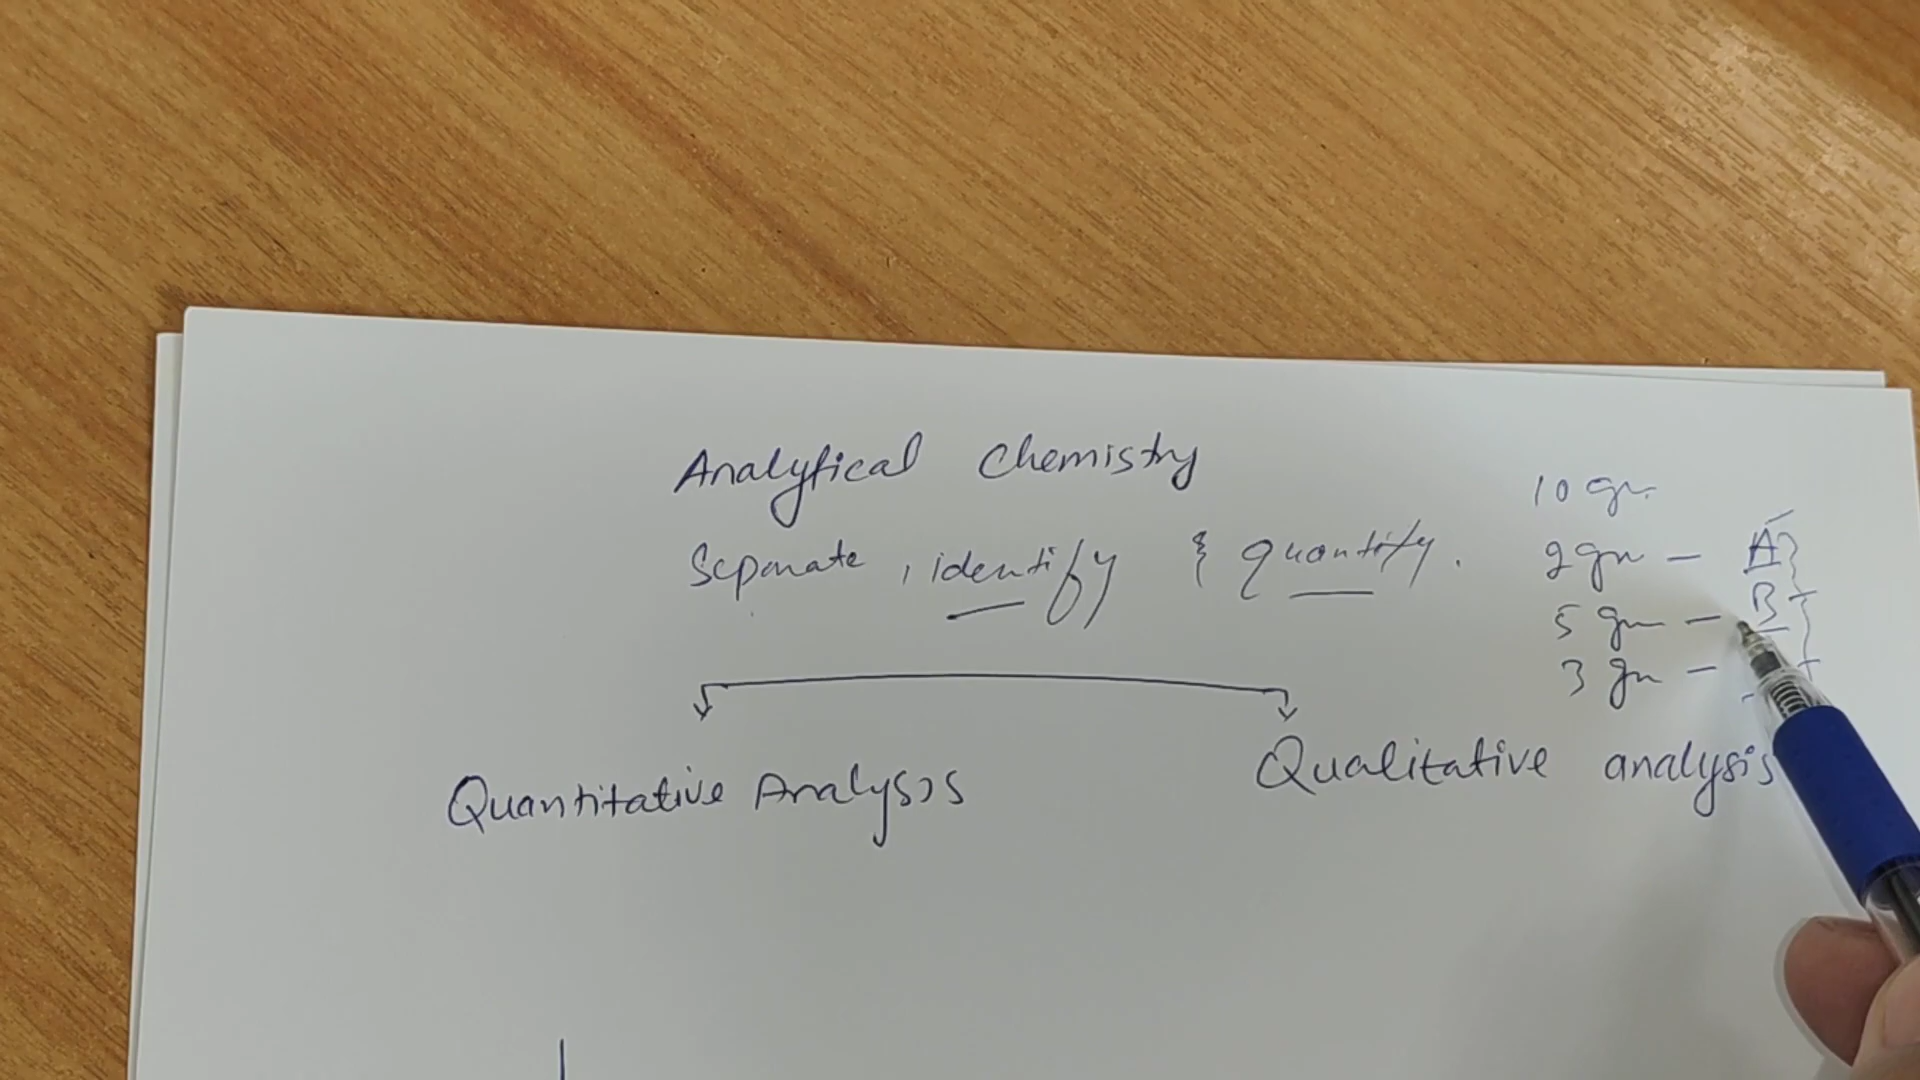 Analytical Chemistry
Separate, identify & quantify.
10 gm
2 gm – A
5 gm – B
3 gm –
Quantitative Analysis
Qualitative analysis